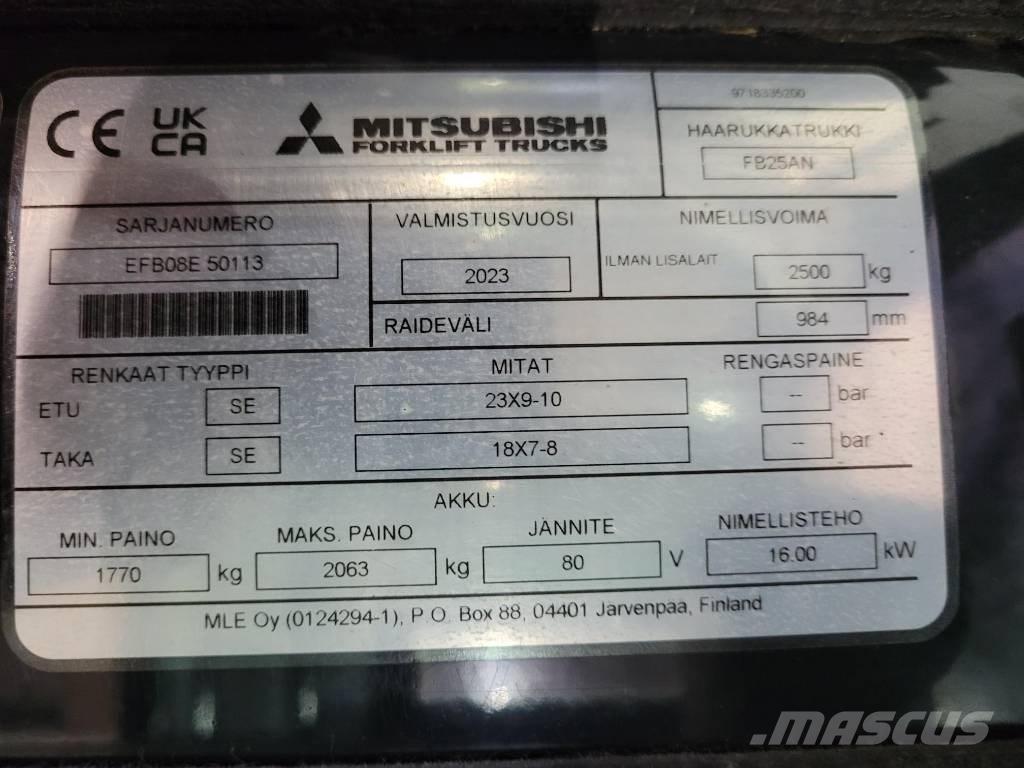 CE UK CA
MITSUBISHI
FORKLIFT TRUCKS
9718335200
HAARUKKATRUKKI
FB25AN
SARJANUMERO
EFB08E 50113
VALMISTUSVUOSI
2023
NIMELLISVOIMA
ILMAN LISALAIT 2500 kg
RAIDEVÄLI 984 mm
RENKAAT TYYPPI MITAT RENGASPAINE
ETU SE 23X9-10 -- bar
TAKA SE 18X7-8 -- bar
AKKU:
MIN. PAINO MAKS. PAINO JÄNNITE NIMELLISTEHO
1770 kg 2063 kg 80 V 16.00 kW
MLE Oy (0124294-1), P.O. Box 88, 04401 Järvenpää, Finland
MASCUS